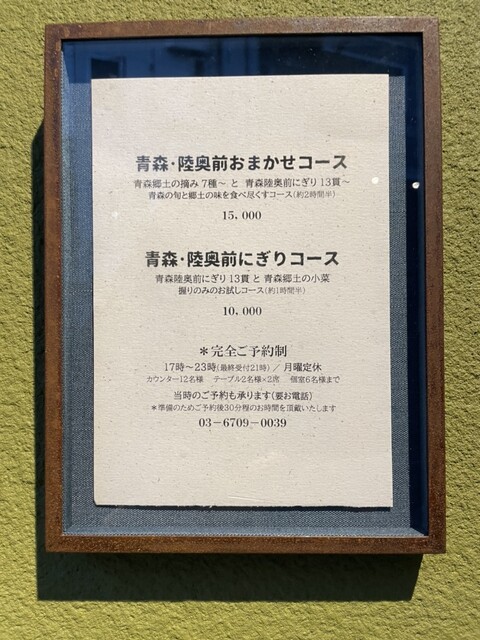 青森・陸奥前おまかせコース
青森郷土の摘み 7種〜 と 青森陸奥前にぎり 13貫〜
青森の旬と郷土の味を食べ尽くすコース(約2時間半)
15,000
青森・陸奥前にぎりコース
青森陸奥前にぎり 13貫 と 青森郷土の小菜
握りのみのお試しコース(約1時間半)
10,000
＊完全ご予約制
17時〜23時(最終受付21時) / 月曜定休
カウンター12名様 テーブル2名様×2席 個室6名様まで
当時のご予約も承ります(要お電話)
＊準備のためご予約後30分程のお時間を頂戴いたします
03-6709-0039